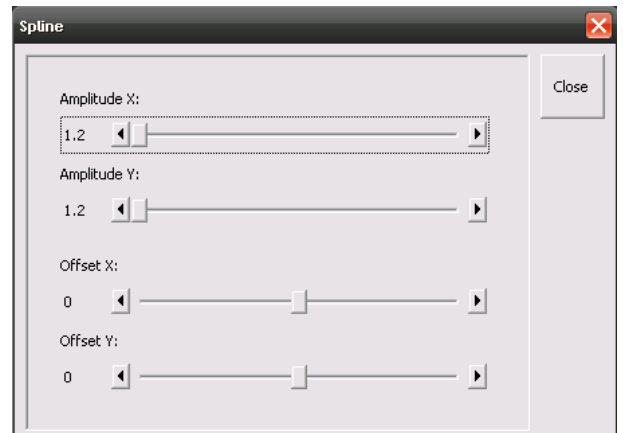 Spline
Close
Amplitude X:
1.2
Amplitude Y:
1.2
Offset X:
0
Offset Y:
0